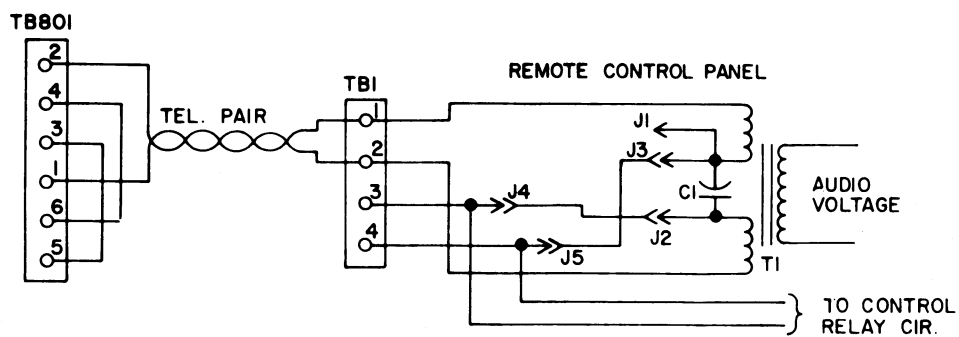 TB801
2
4
3
1
6
5
TEL. PAIR
TB1
1
2
3
4
REMOTE CONTROL PANEL
J1
J3
J4
C1
J2
J5
T1
AUDIO
VOLTAGE
TO CONTROL
RELAY CIR.